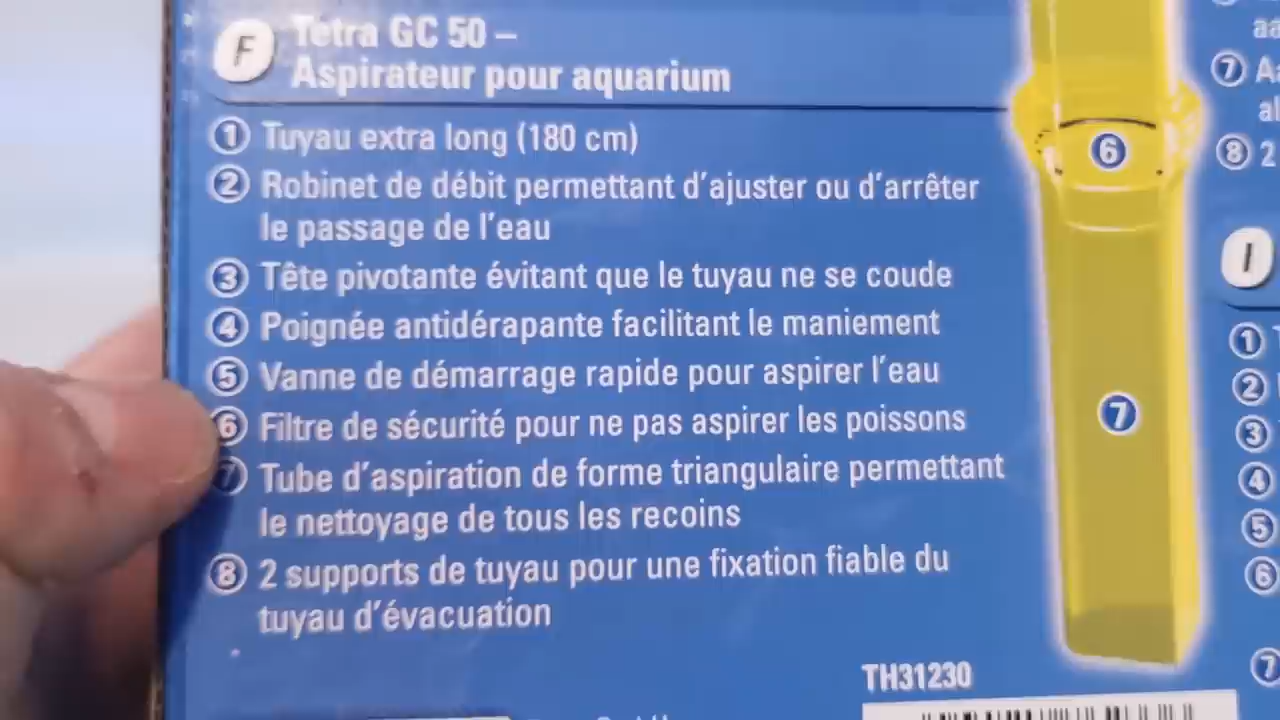 F
Tetra GC 50 –
Aspirateur pour aquarium
1 Tuyau extra long (180 cm)
2 Robinet de débit permettant d'ajuster ou d'arrêter
le passage de l'eau
3 Tête pivotante évitant que le tuyau ne se coude
4 Poignée antidérapante facilitant le maniement
5 Vanne de démarrage rapide pour aspirer l'eau
6 Filtre de sécurité pour ne pas aspirer les poissons
7 Tube d'aspiration de forme triangulaire permettant
le nettoyage de tous les recoins
8 2 supports de tuyau pour une fixation fiable du
tuyau d'évacuation
TH31230
6
7
7
8 2
I
1
2
3
4
5
6
7